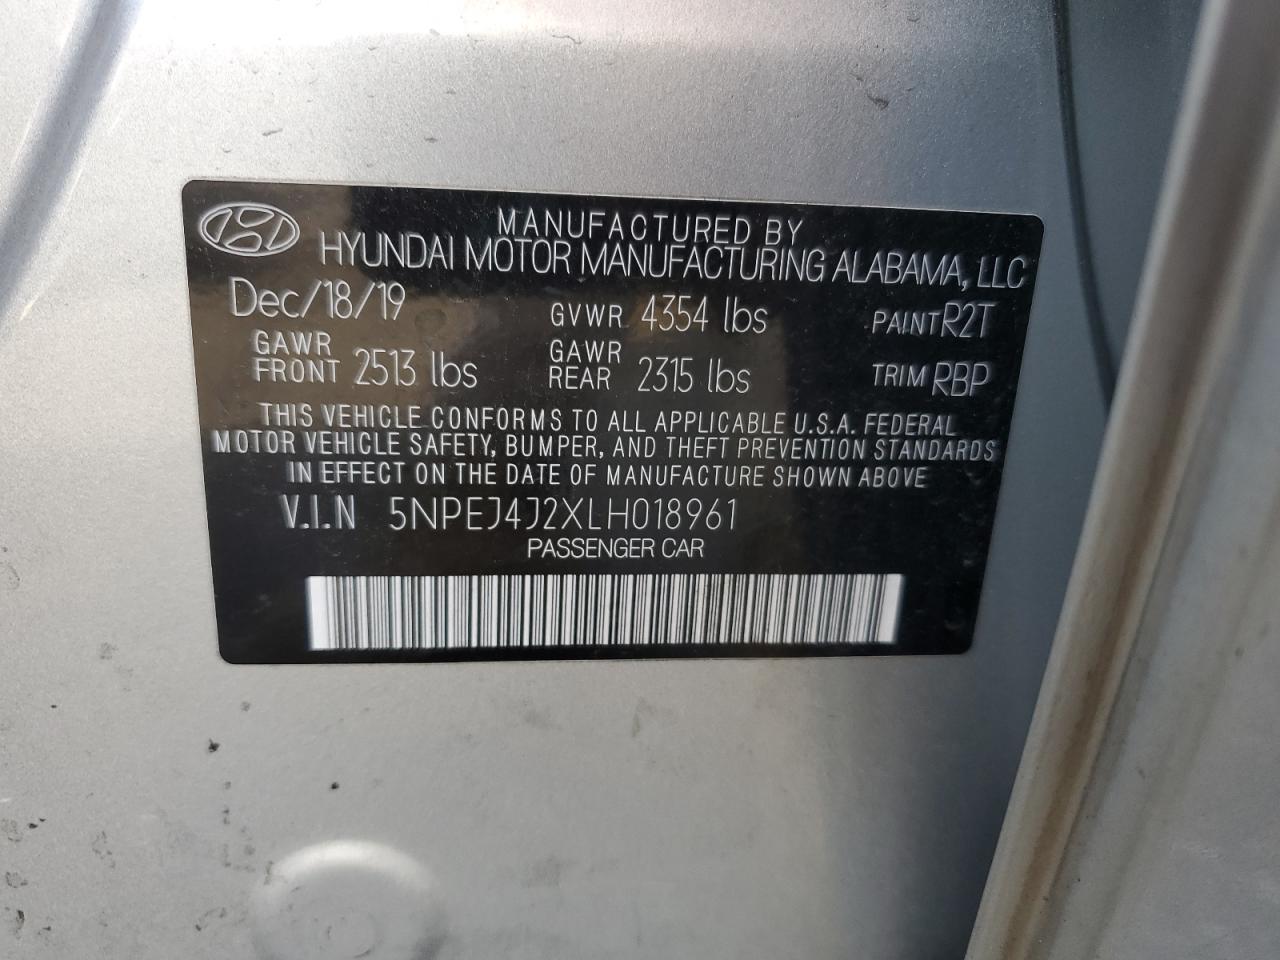 MANUFACTURED BY
HYUNDAI MOTOR MANUFACTURING ALABAMA, LLC
Dec/18/19 GVWR 4354 lbs PAINT R2T
GAWR FRONT 2513 lbs GAWR REAR 2315 lbs TRIM RBP
THIS VEHICLE CONFORMS TO ALL APPLICABLE U.S.A. FEDERAL
MOTOR VEHICLE SAFETY, BUMPER, AND THEFT PREVENTION STANDARDS
IN EFFECT ON THE DATE OF MANUFACTURE SHOWN ABOVE
V.I.N 5NPEJ4J2XLH018961
PASSENGER CAR